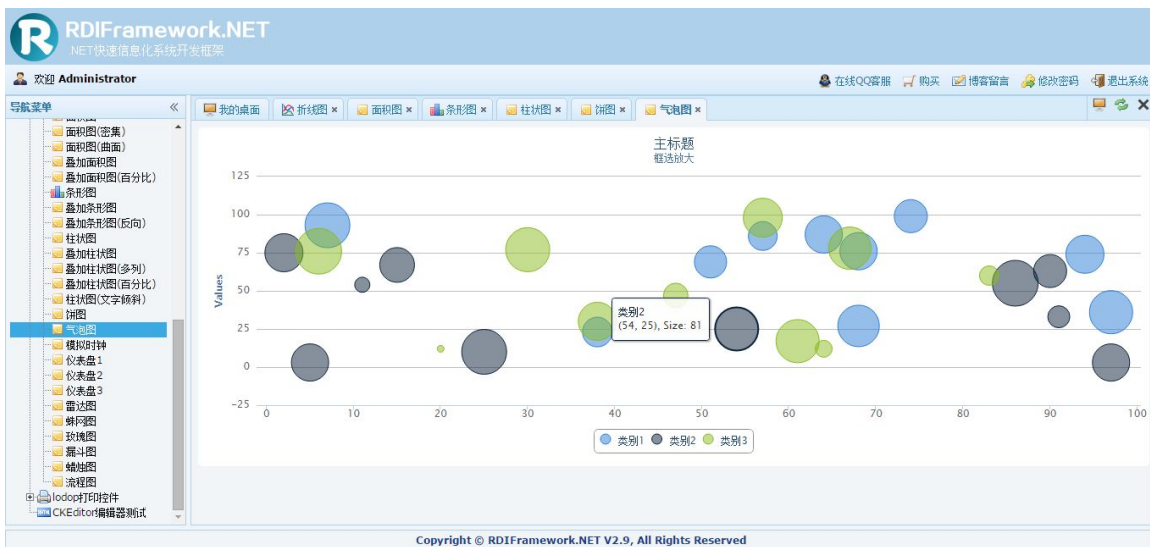 RDIFramework.NET
.NET快速信息化系统开发框架
欢迎 Administrator
在线QQ客服 购买 博客留言 修改密码 退出系统
导航菜单
我的桌面 折线图 面积图 条形图 柱状图 饼图 气泡图
面积图(密集)
面积图(曲面)
叠加面积图
叠加面积图(百分比)
条形图
叠加条形图
叠加条形图(反向)
柱状图
叠加柱状图
叠加柱状图(多列)
叠加柱状图(百分比)
柱状图(文字倾斜)
饼图
气泡图
模拟时钟
仪表盘1
仪表盘2
仪表盘3
雷达图
蛛网图
玫瑰图
漏斗图
蜡烛图
流程图
lodop打印控件
CKEditor编辑器测试
主标题
框选放大
125
100
75
50
25
0
-25
Values
类别2
(54, 25), Size: 81
0 10 20 30 40 50 60 70 80 90 100
类别1 类别2 类别3
Copyright © RDIFramework.NET V2.9, All Rights Reserved